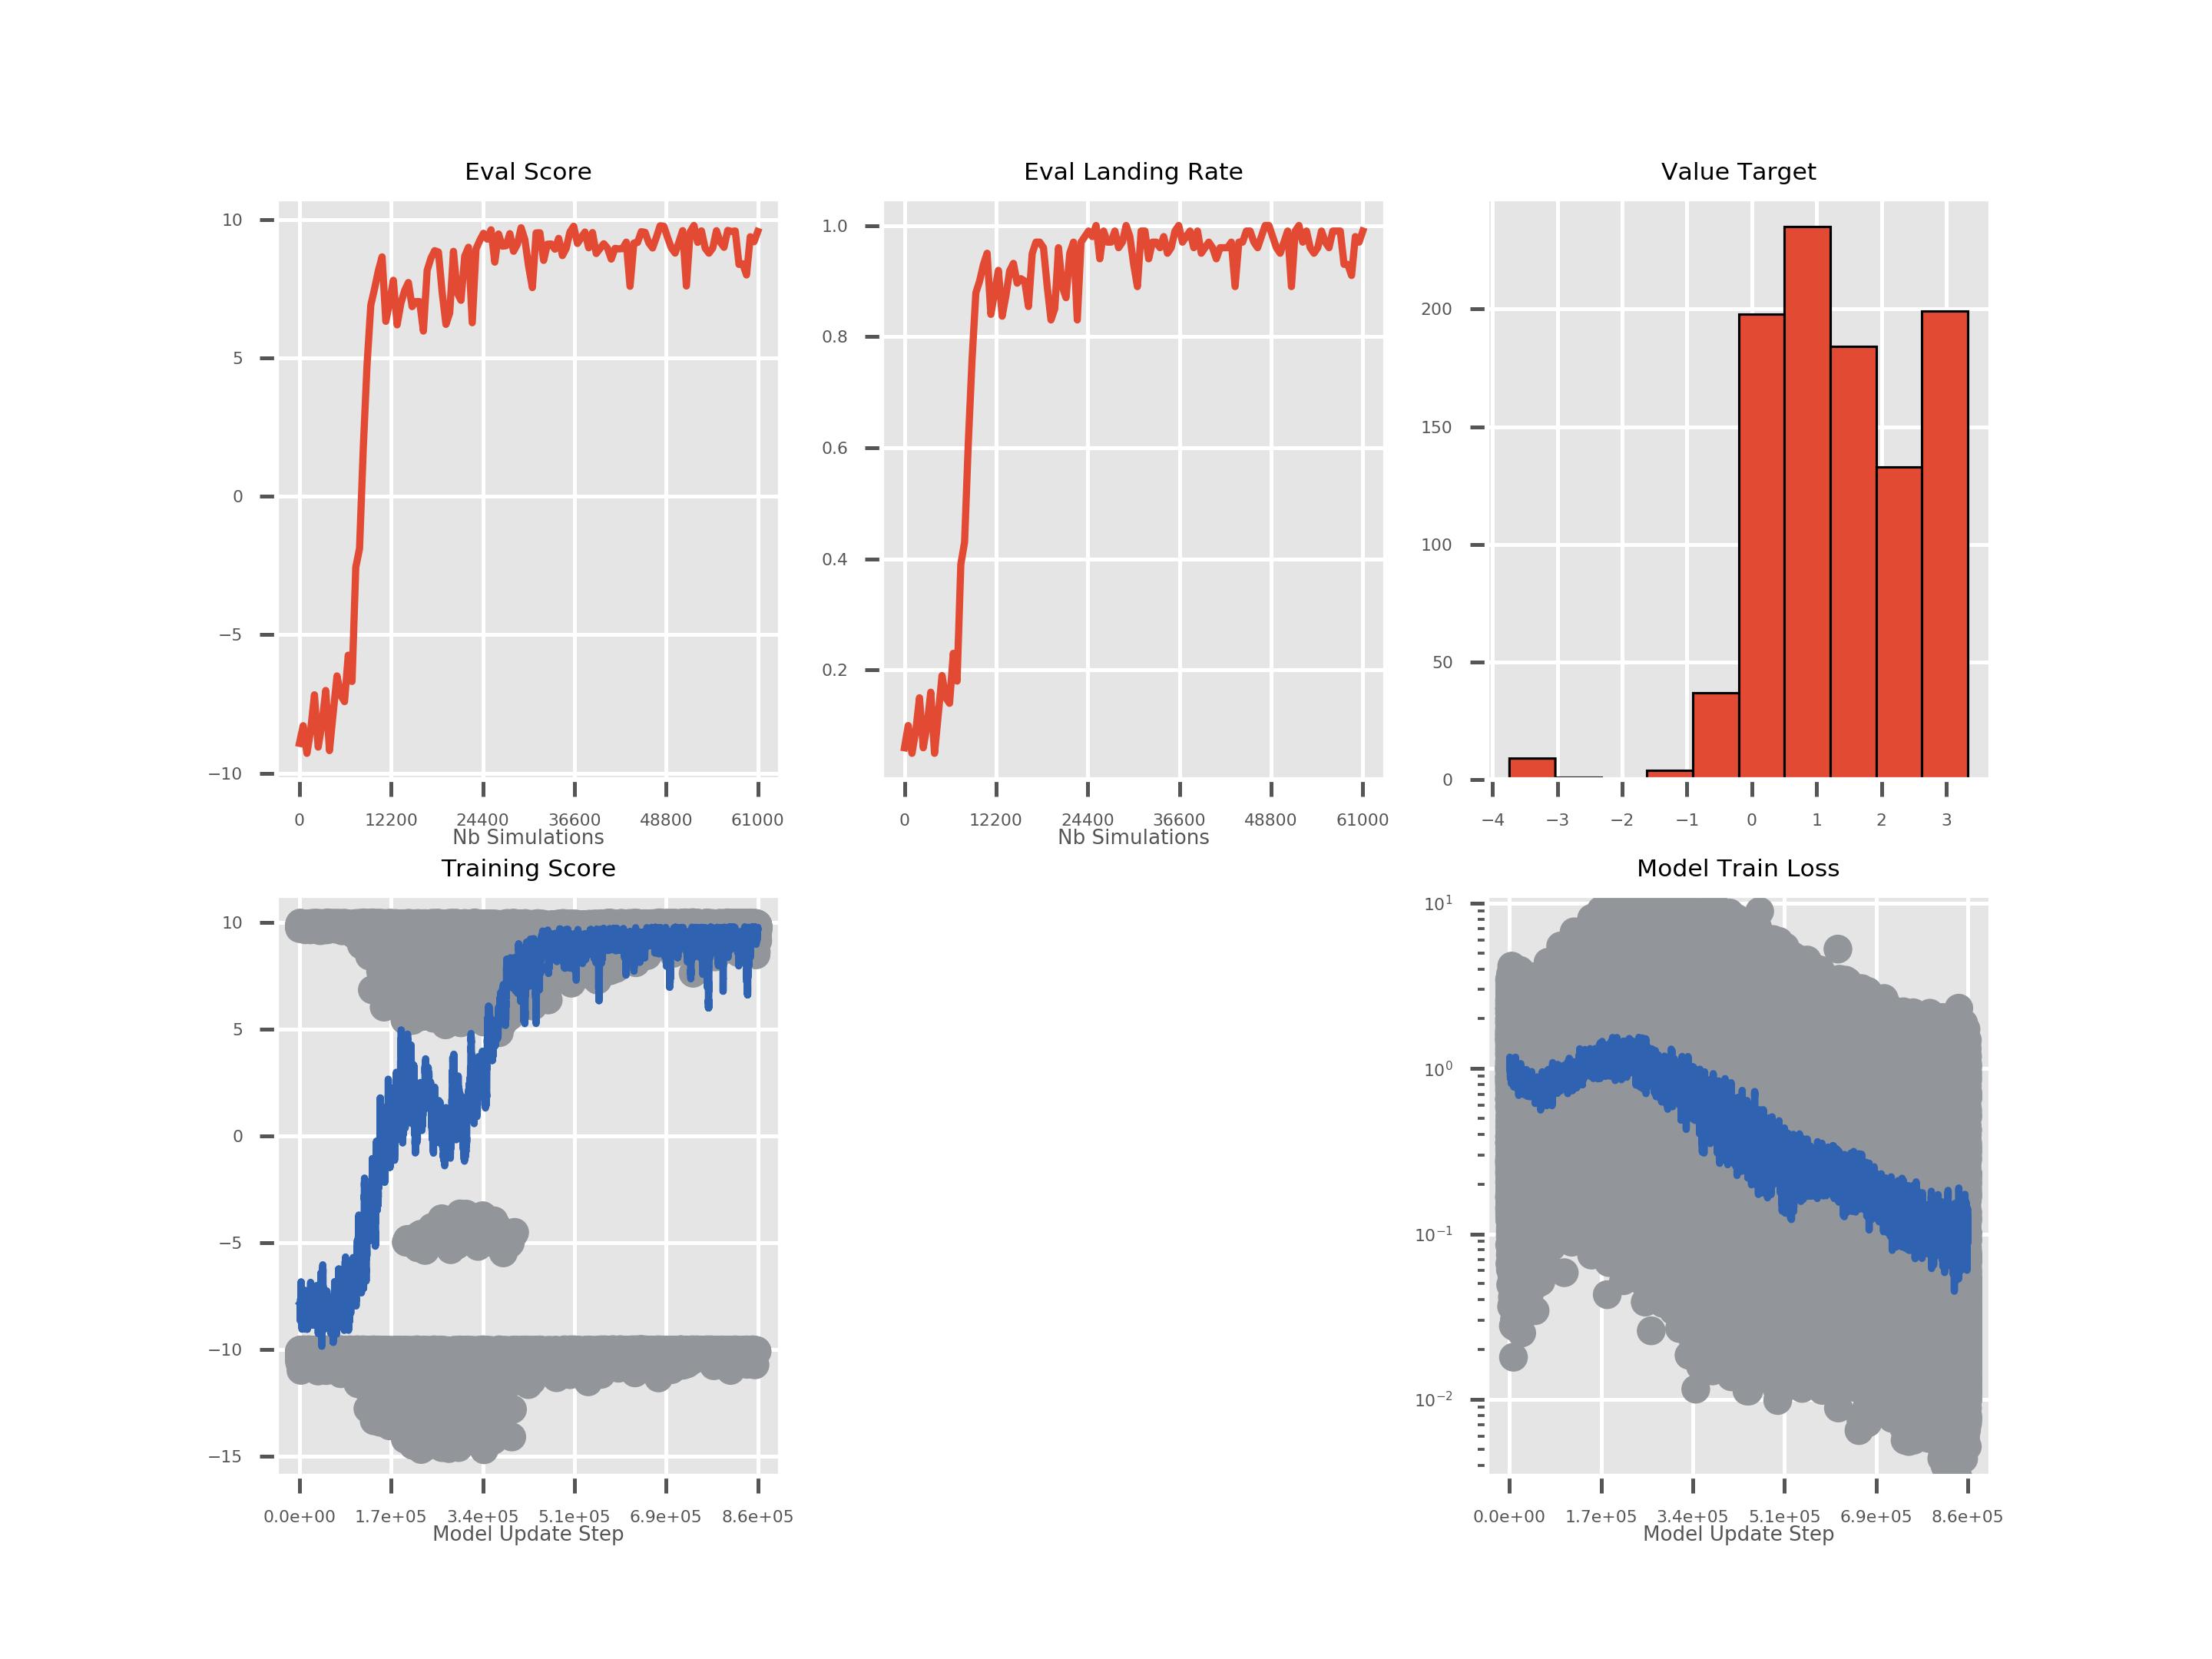 Eval Score
10
5
0
−5
−10
0 12200 24400 36600 48800 61000
Nb Simulations
Eval Landing Rate
1.0
0.8
0.6
0.4
0.2
0 12200 24400 36600 48800 61000
Nb Simulations
Value Target
200
150
100
50
0
−4 −3 −2 −1 0 1 2 3
Training Score
10
5
0
−5
−10
−15
0.0e+00 1.7e+05 3.4e+05 5.1e+05 6.9e+05 8.6e+05
Model Update Step
Model Train Loss
10¹
10⁰
10⁻¹
10⁻²
0.0e+00 1.7e+05 3.4e+05 5.1e+05 6.9e+05 8.6e+05
Model Update Step